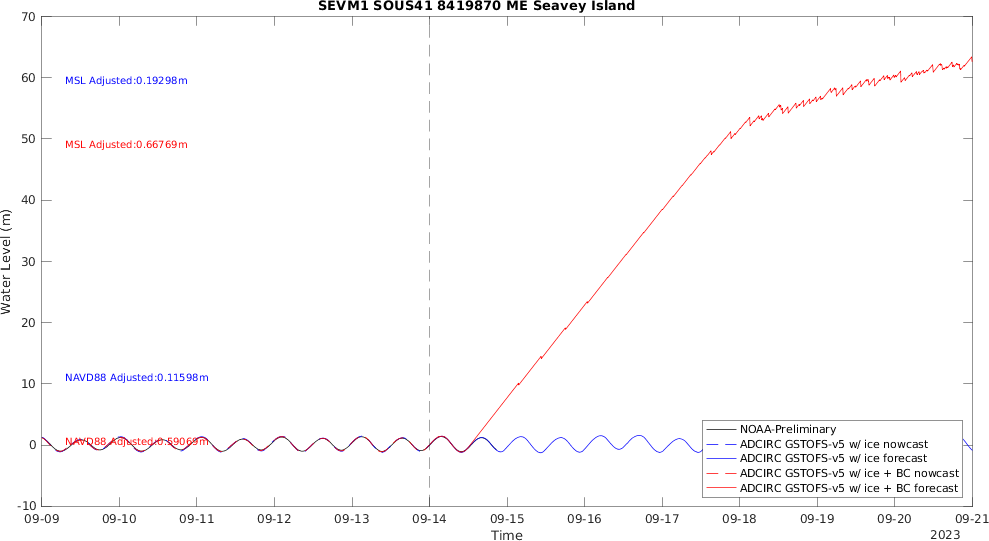 SEVM1 SOUS41 8419870 ME Seavey Island
70
60
50
40
30
20
10
0
-10
Water Level (m)
MSL Adjusted:0.19298m
MSL Adjusted:0.66769m
NAVD88 Adjusted:0.11598m
NAVD88 Adjusted:0.59069m
NOAA-Preliminary
ADCIRC GSTOFS-v5 w/ ice nowcast
ADCIRC GSTOFS-v5 w/ ice forecast
ADCIRC GSTOFS-v5 w/ ice + BC nowcast
ADCIRC GSTOFS-v5 w/ ice + BC forecast
09-09 09-10 09-11 09-12 09-13 09-14 09-15 09-16 09-17 09-18 09-19 09-20 09-21
Time
2023